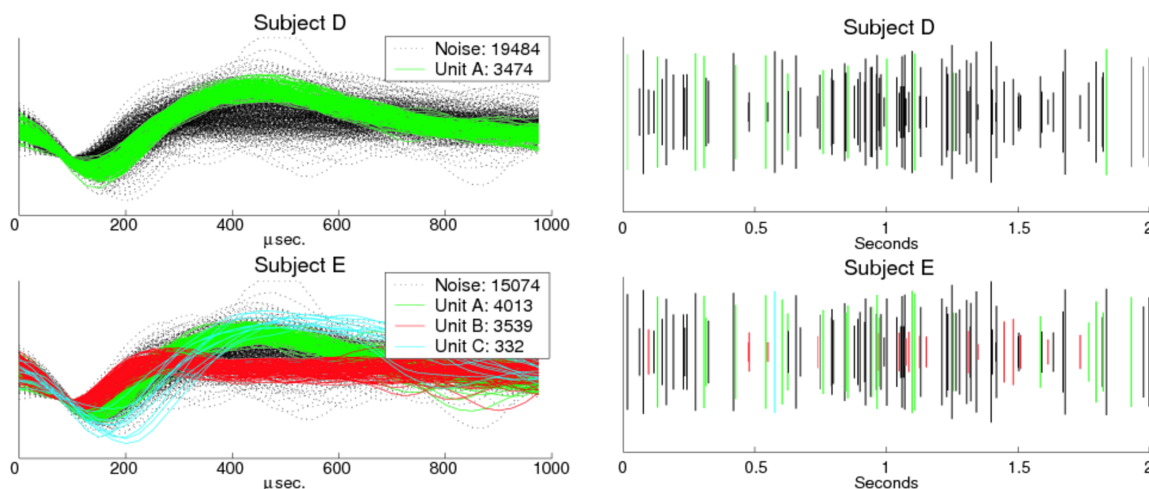 Subject D
Noise: 19484
Unit A: 3474
0 200 400 600 800 1000
μsec.
Subject D
0 0.5 1 1.5 2
Seconds
Subject E
Noise: 15074
Unit A: 4013
Unit B: 3539
Unit C: 332
0 200 400 600 800 1000
μsec.
Subject E
0 0.5 1 1.5 2
Seconds